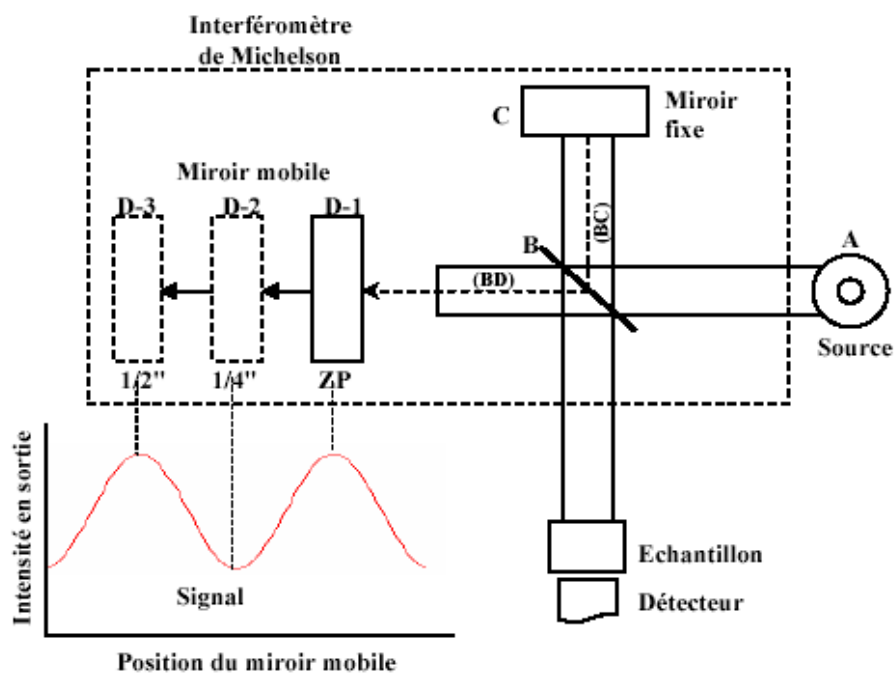 Interféromètre
de Michelson
C
Miroir
fixe
Miroir mobile
D-3 D-2 D-1
B
(BC)
A
(BD)
Source
1/2" 1/4" ZP
Intensité en sortie
Signal
Echantillon
Détecteur
Position du miroir mobile